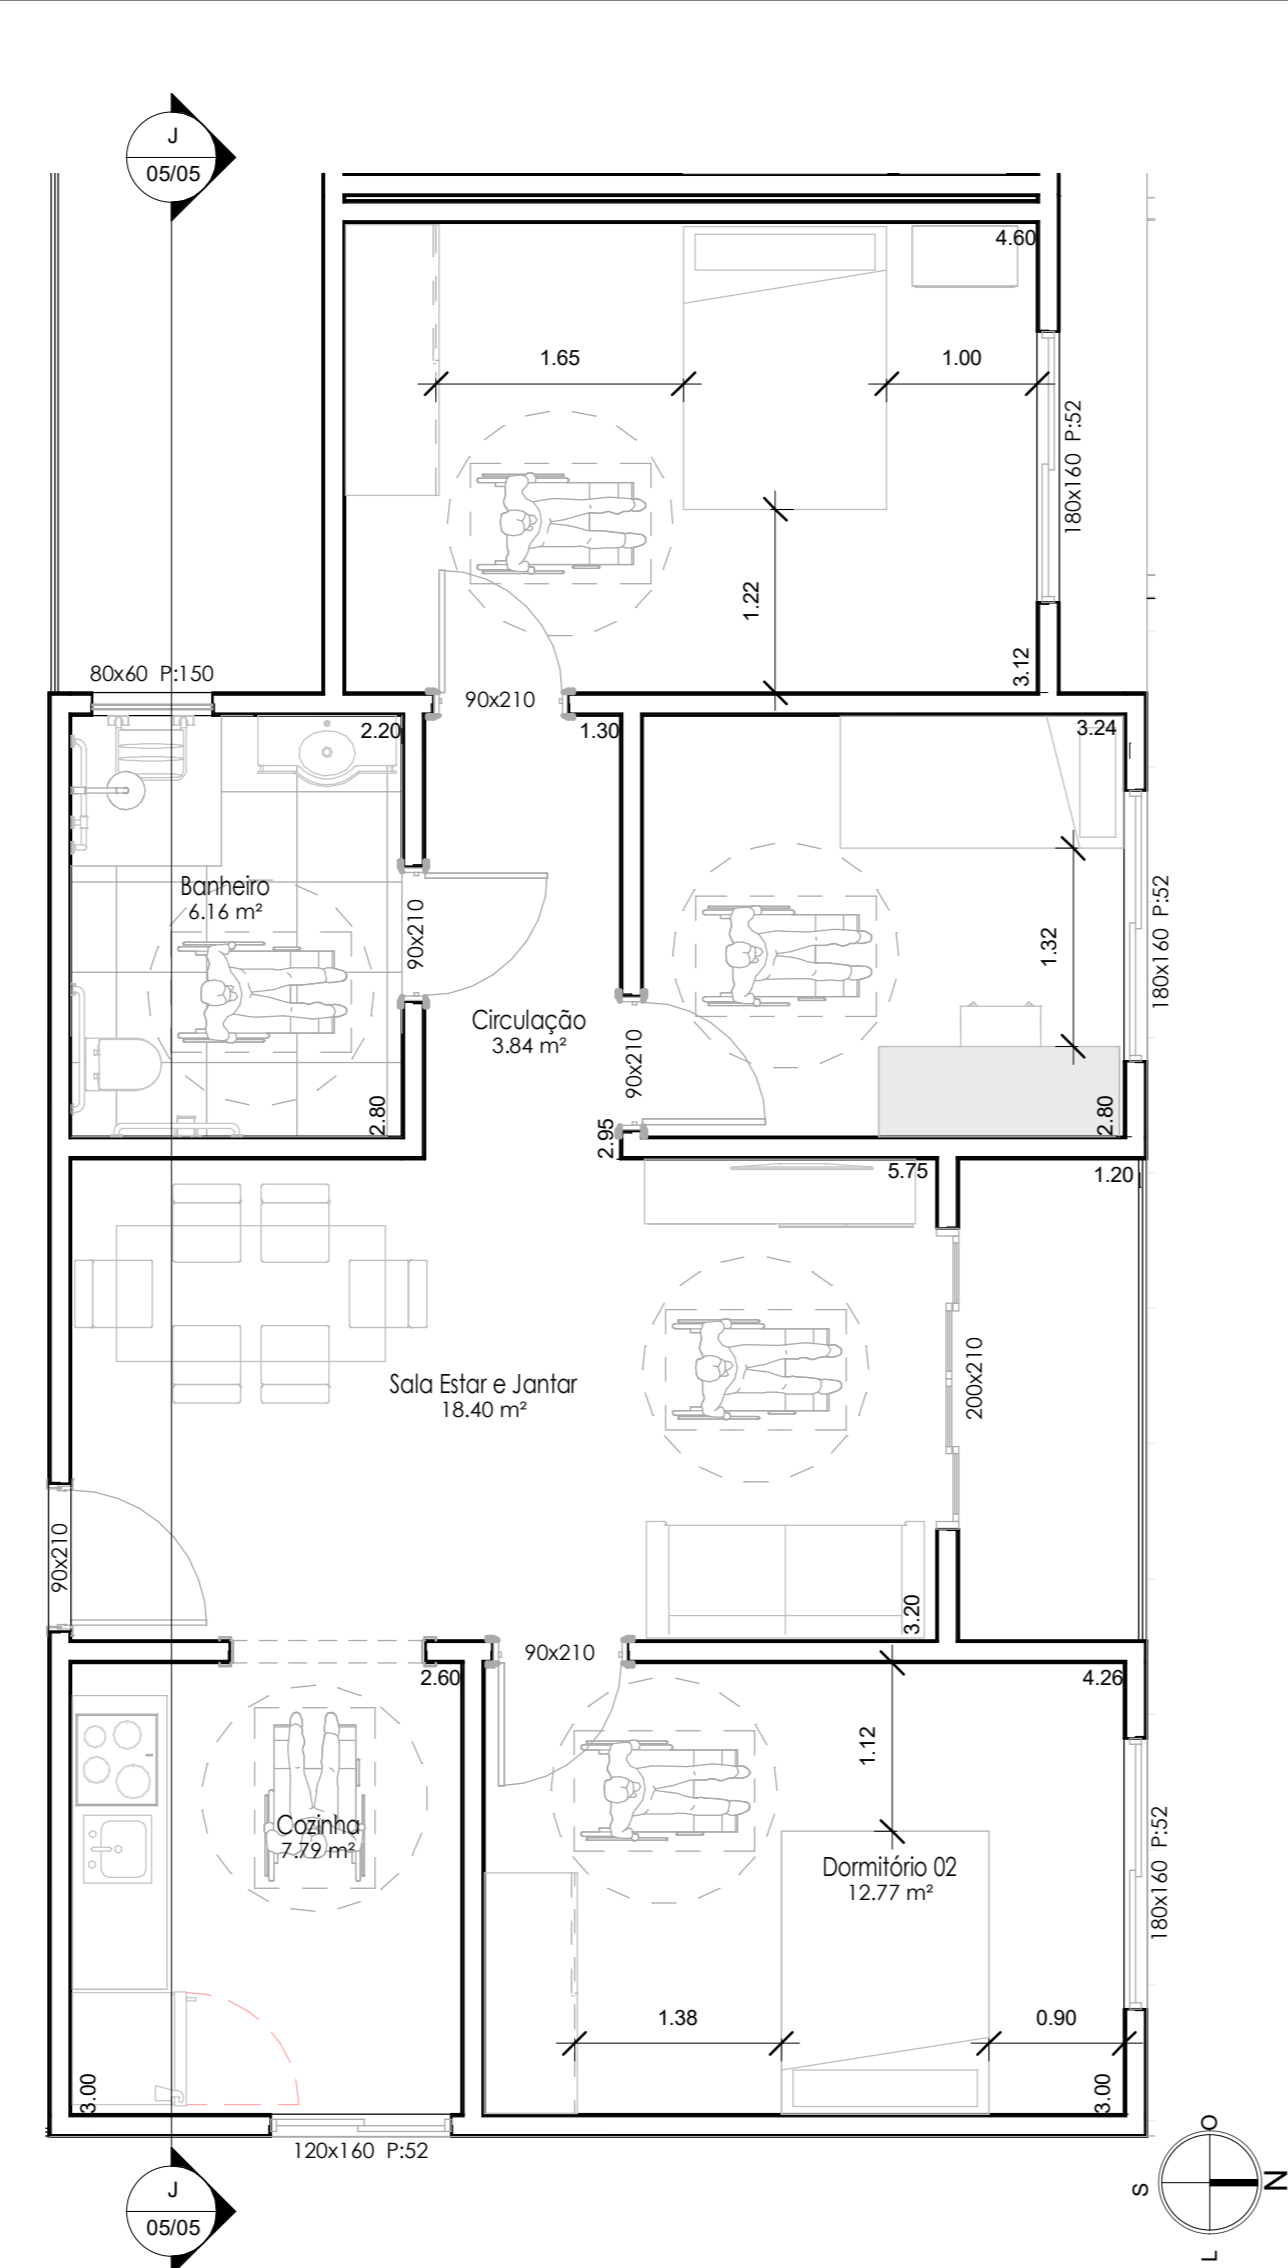 J
05/05
4.60
1.65
1.00
180x160 P:52
1.22
3.12
80x60 P:150
90x210
2.20
1.30
3.24
Banheiro
6.16 m²
90x210
1.32
180x160 P:52
Circulação
3.84 m²
90x210
2.80
2.95
2.80
5.75
1.20
200x210
Sala Estar e Jantar
18.40 m²
90x210
3.20
90x210
2.60
4.26
1.12
Cozinha
7.79 m²
Dormitório 02
12.77 m²
180x160 P:52
1.38
0.90
3.00
3.00
120x160 P:52
O
S
N
L
J
05/05